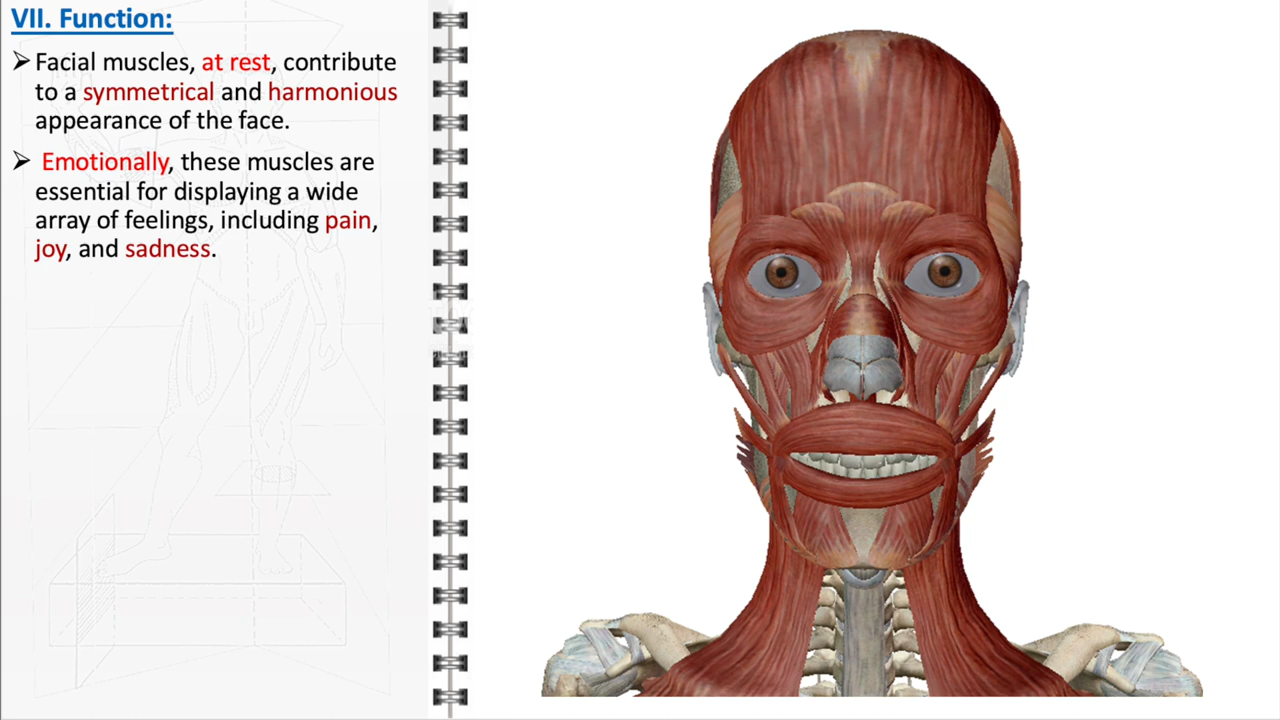 VII. Function:
➢ Facial muscles, at rest, contribute
to a symmetrical and harmonious
appearance of the face.
➢ Emotionally, these muscles are
essential for displaying a wide
array of feelings, including pain,
joy, and sadness.